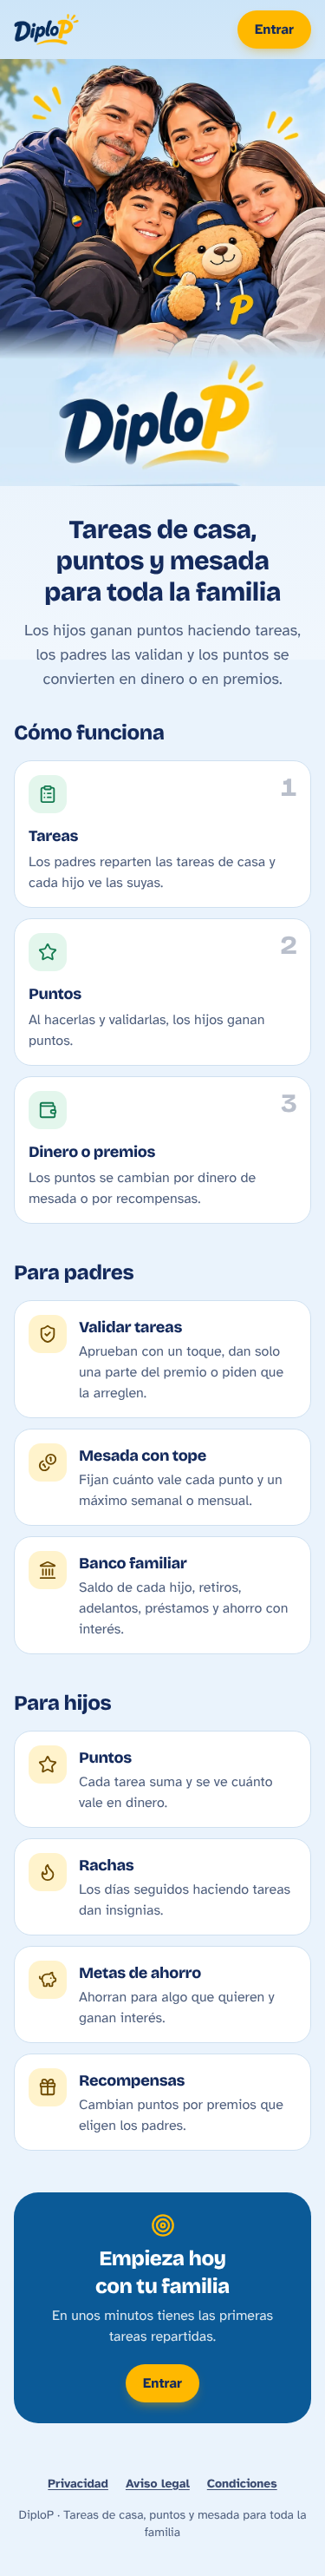 DiploP
Entrar
P
DiploP
Tareas de casa,
puntos y mesada
para toda la familia
Los hijos ganan puntos haciendo tareas,
los padres las validan y los puntos se
convierten en dinero o en premios.
Cómo funciona
1
Tareas
Los padres reparten las tareas de casa y
cada hijo ve las suyas.
2
Puntos
Al hacerlas y validarlas, los hijos ganan
puntos.
3
Dinero o premios
Los puntos se cambian por dinero de
mesada o por recompensas.
Para padres
Validar tareas
Aprueban con un toque, dan solo
una parte del premio o piden que
la arreglen.
Mesada con tope
Fijan cuánto vale cada punto y un
máximo semanal o mensual.
Banco familiar
Saldo de cada hijo, retiros,
adelantos, préstamos y ahorro con
interés.
Para hijos
Puntos
Cada tarea suma y se ve cuánto
vale en dinero.
Rachas
Los días seguidos haciendo tareas
dan insignias.
Metas de ahorro
Ahorran para algo que quieren y
ganan interés.
Recompensas
Cambian puntos por premios que
eligen los padres.
Empieza hoy
con tu familia
En unos minutos tienes las primeras
tareas repartidas.
Entrar
Privacidad Aviso legal Condiciones
DiploP · Tareas de casa, puntos y mesada para toda la
familia